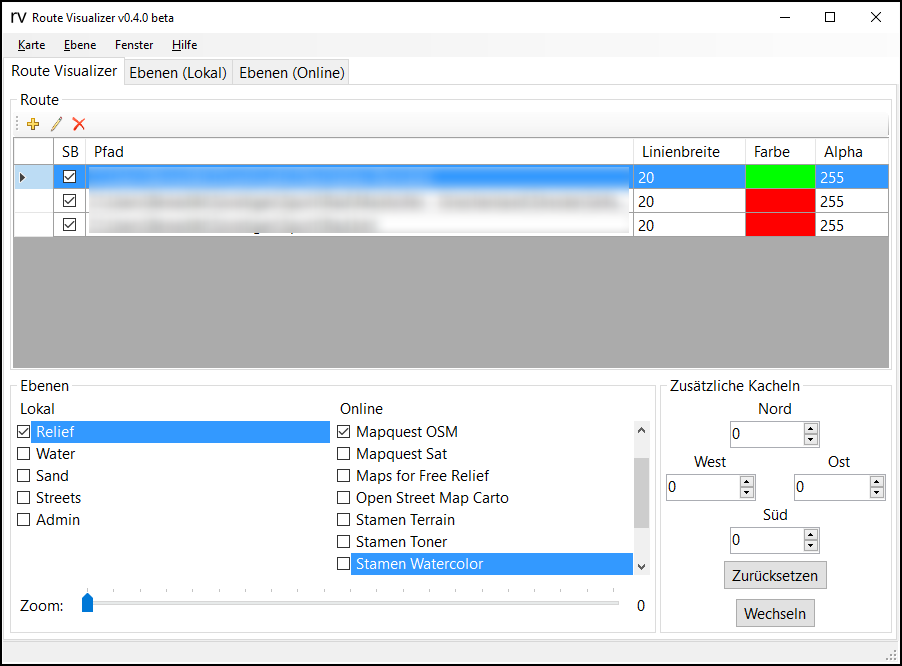 rv Route Visualizer v0.4.0 beta
Karte Ebene Fenster Hilfe
Route Visualizer Ebenen (Lokal) Ebenen (Online)
Route
SB Pfad Linienbreite Farbe Alpha
20 255
20 255
20 255
Ebenen
Lokal
Relief
Water
Sand
Streets
Admin
Online
Mapquest OSM
Mapquest Sat
Maps for Free Relief
Open Street Map Carto
Stamen Terrain
Stamen Toner
Stamen Watercolor
Zoom: 0
Zusätzliche Kacheln
Nord
0
West Ost
0 0
Süd
0
Zurücksetzen
Wechseln